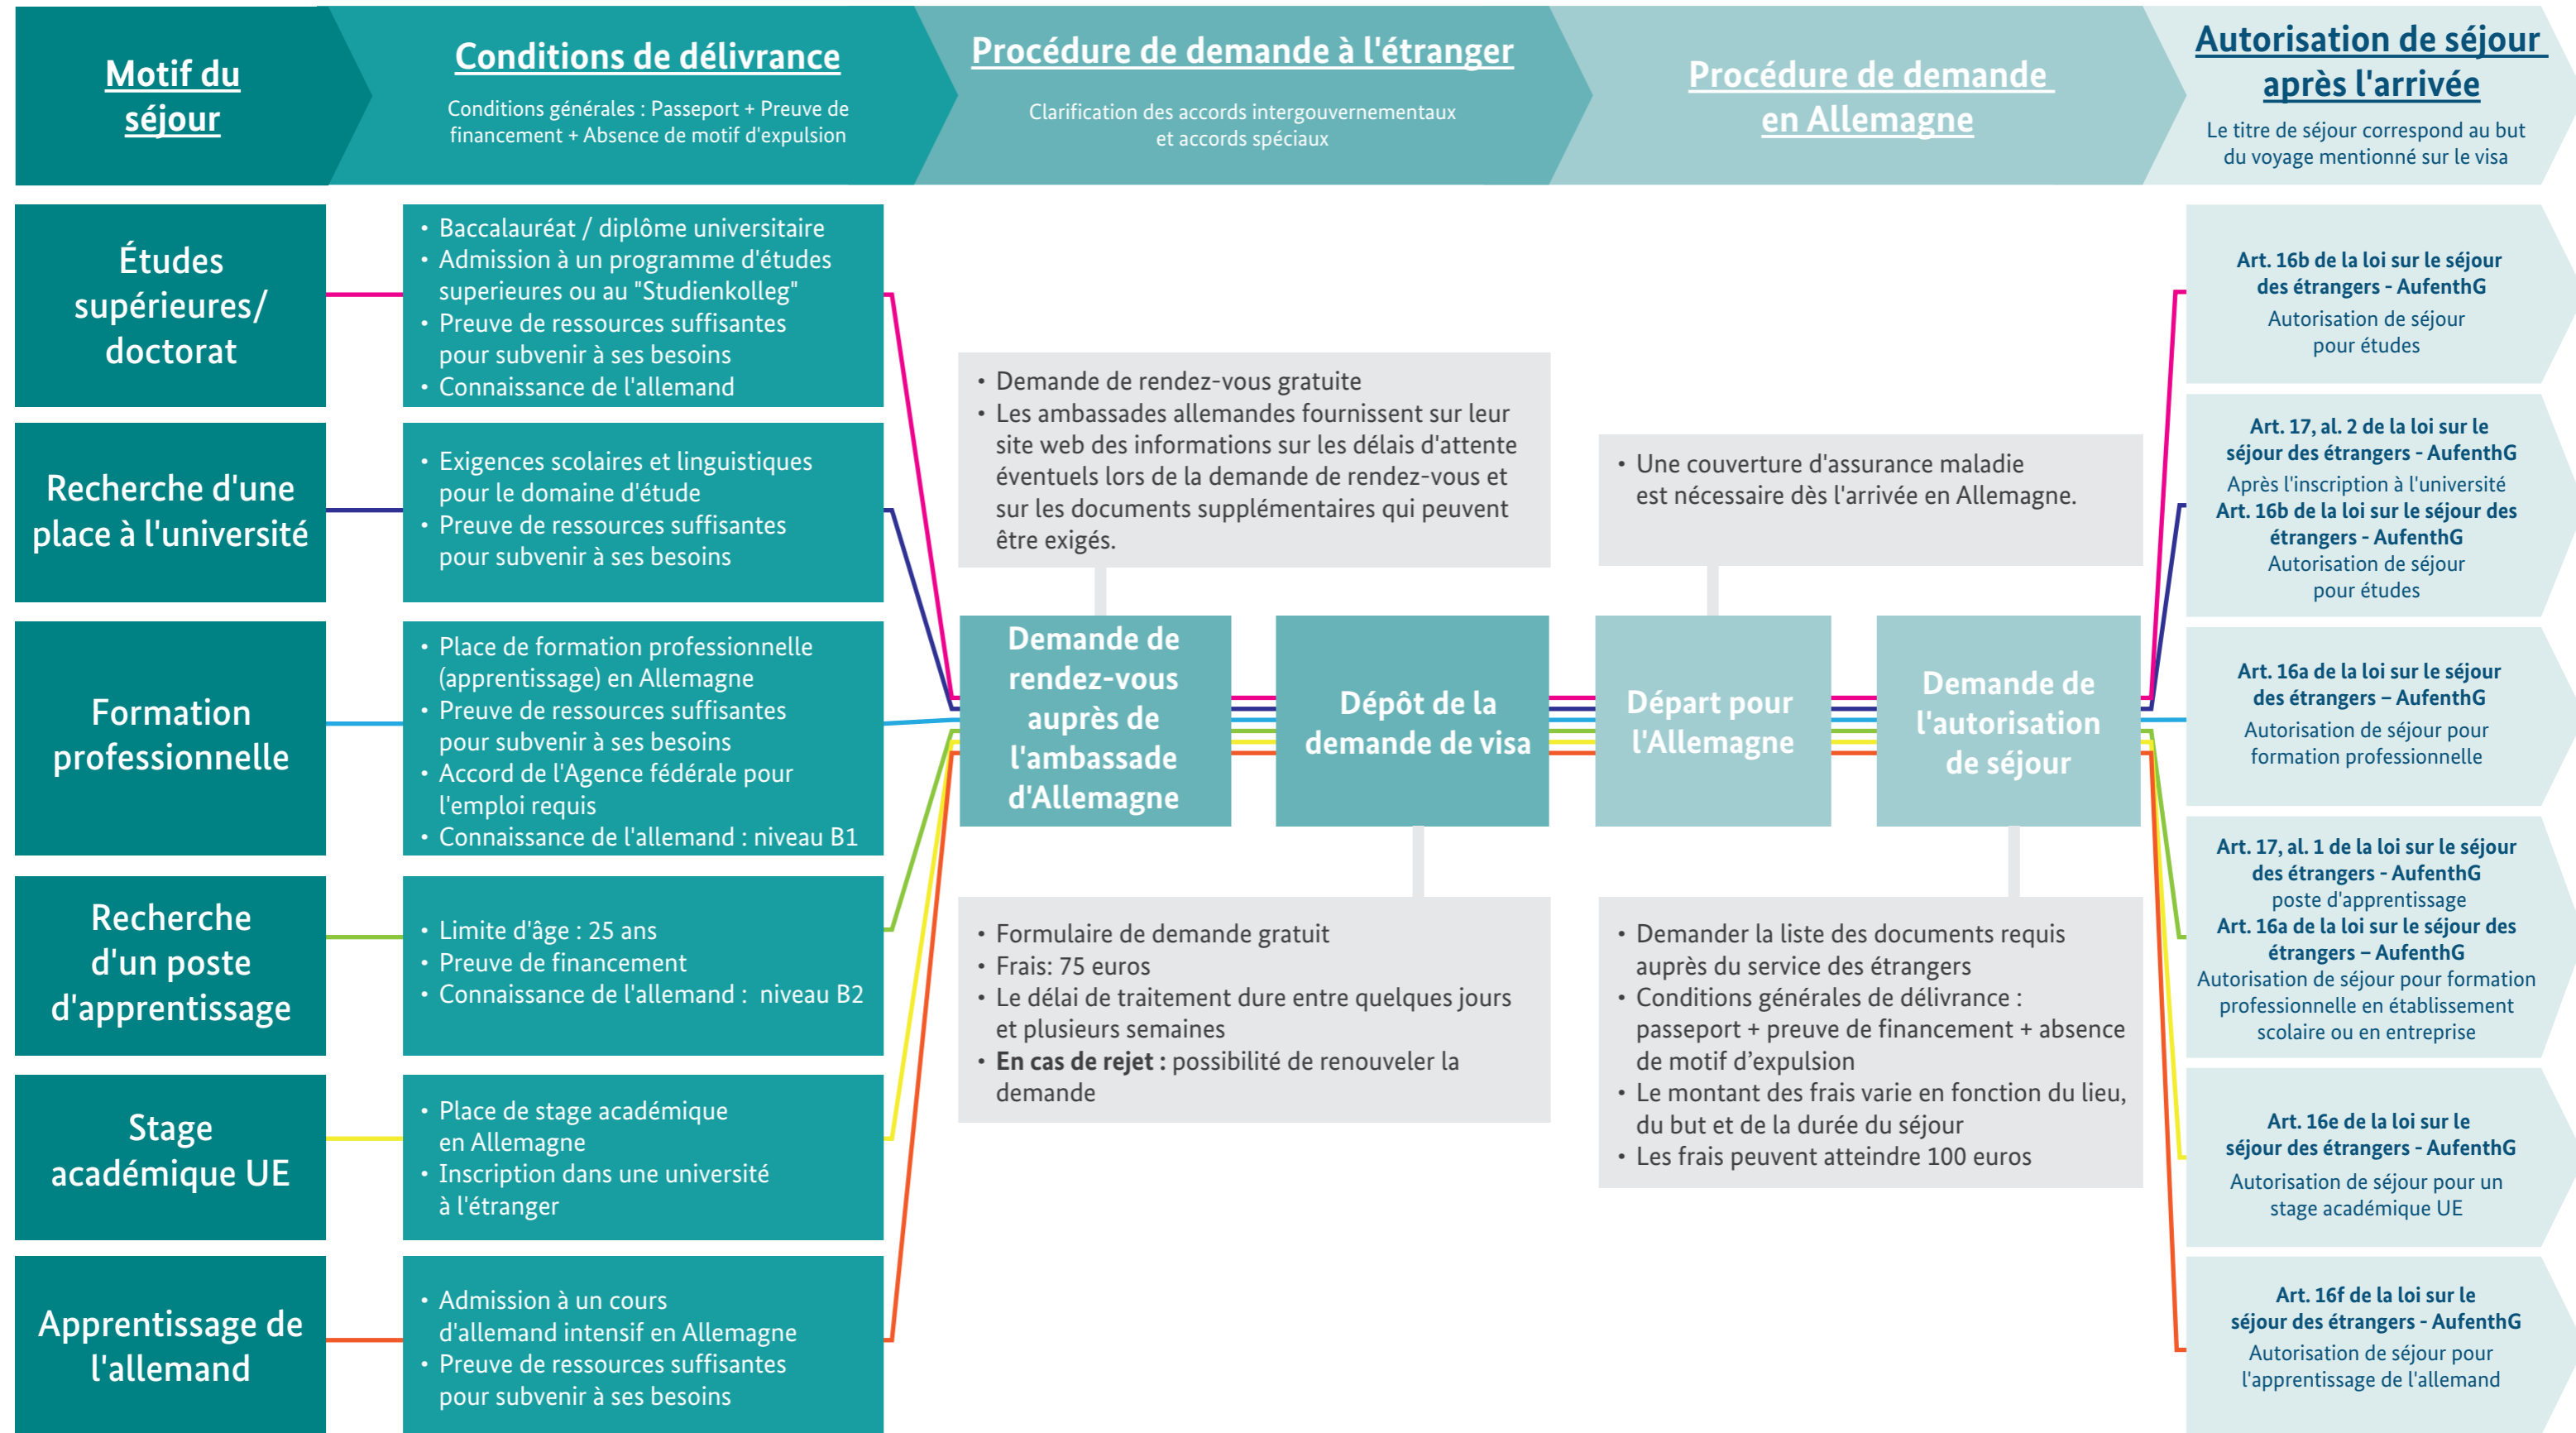 Motif du
séjour
Conditions de délivrance
Conditions générales : Passeport + Preuve de
financement + Absence de motif d'expulsion
Procédure de demande à l'étranger
Clarification des accords intergouvernementaux
et accords spéciaux
Procédure de demande
en Allemagne
Autorisation de séjour
après l'arrivée
Le titre de séjour correspond au but
du voyage mentionné sur le visa
Études
supérieures/
doctorat
• Baccalauréat / diplôme universitaire
• Admission à un programme d'études
superieures ou au "Studienkolleg"
• Preuve de ressources suffisantes
pour subvenir à ses besoins
• Connaissance de l'allemand
Recherche d'une
place à l'université
• Exigences scolaires et linguistiques
pour le domaine d'étude
• Preuve de ressources suffisantes
pour subvenir à ses besoins
Formation
professionnelle
• Place de formation professionnelle
(apprentissage) en Allemagne
• Preuve de ressources suffisantes
pour subvenir à ses besoins
• Accord de l'Agence fédérale pour
l'emploi requis
• Connaissance de l'allemand : niveau B1
Recherche
d'un poste
d'apprentissage
• Limite d'âge : 25 ans
• Preuve de financement
• Connaissance de l'allemand : niveau B2
Stage
académique UE
• Place de stage académique
en Allemagne
• Inscription dans une université
à l'étranger
Apprentissage de
l'allemand
• Admission à un cours
d'allemand intensif en Allemagne
• Preuve de ressources suffisantes
pour subvenir à ses besoins
• Demande de rendez-vous gratuite
• Les ambassades allemandes fournissent sur leur
site web des informations sur les délais d'attente
éventuels lors de la demande de rendez-vous et
sur les documents supplémentaires qui peuvent
être exigés.
Demande de
rendez-vous
auprès de
l'ambassade
d'Allemagne
Dépôt de la
demande de visa
• Formulaire de demande gratuit
• Frais: 75 euros
• Le délai de traitement dure entre quelques jours
et plusieurs semaines
• En cas de rejet : possibilité de renouveler la
demande
• Une couverture d'assurance maladie
est nécessaire dès l'arrivée en Allemagne.
Départ pour
l'Allemagne
Demande de
l'autorisation
de séjour
• Demander la liste des documents requis
auprès du service des étrangers
• Conditions générales de délivrance :
passeport + preuve de financement + absence
de motif d’expulsion
• Le montant des frais varie en fonction du lieu,
du but et de la durée du séjour
• Les frais peuvent atteindre 100 euros
Art. 16b de la loi sur le séjour
des étrangers - AufenthG
Autorisation de séjour
pour études
Art. 17, al. 2 de la loi sur le
séjour des étrangers - AufenthG
Après l'inscription à l'université
Art. 16b de la loi sur le séjour des
étrangers - AufenthG
Autorisation de séjour
pour études
Art. 16a de la loi sur le séjour
des étrangers – AufenthG
Autorisation de séjour pour
formation professionnelle
Art. 17, al. 1 de la loi sur le séjour
des étrangers - AufenthG
poste d'apprentissage
Art. 16a de la loi sur le séjour des
étrangers – AufenthG
Autorisation de séjour pour formation
professionnelle en établissement
scolaire ou en entreprise
Art. 16e de la loi sur le
séjour des étrangers - AufenthG
Autorisation de séjour pour un
stage académique UE
Art. 16f de la loi sur le
séjour des étrangers - AufenthG
Autorisation de séjour pour
l'apprentissage de l'allemand